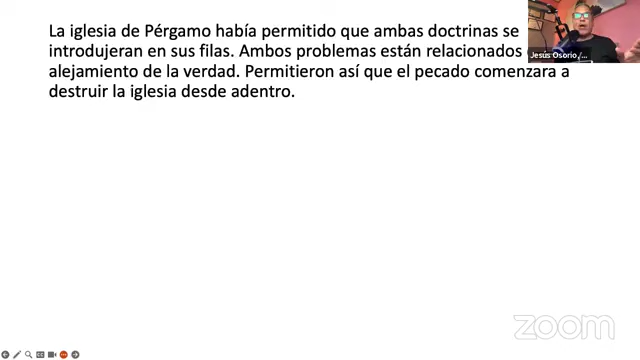 La iglesia de Pérgamo había permitido que ambas doctrinas se
introdujeran en sus filas. Ambos problemas están relacionados
alejamiento de la verdad. Permitieron así que el pecado comenzara a
destruir la iglesia desde adentro.
Jesús Osorio /...
zoom